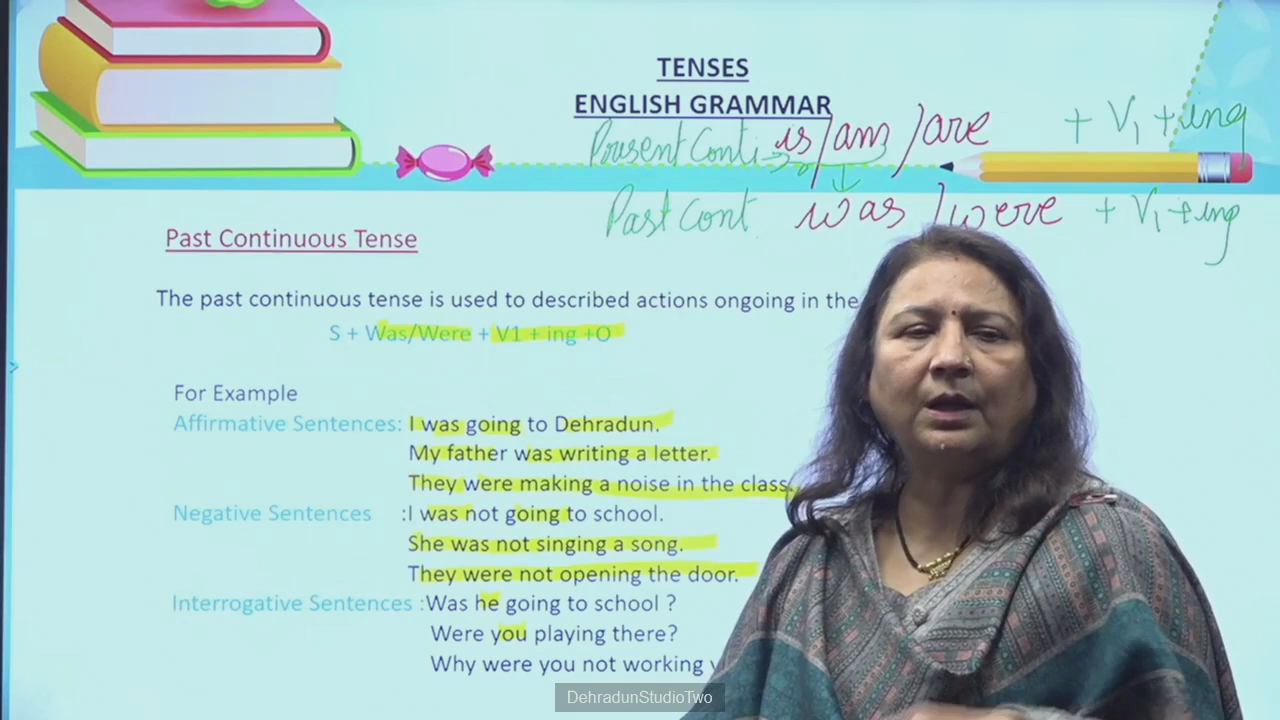 TENSES
ENGLISH GRAMMAR
Present Conti → is/am/are + V1 + ing
Past Cont. was/were + V1 + ing
Past Continuous Tense
The past continuous tense is used to described actions ongoing in the
S + Was/Were + V1 + ing +O
For Example
Affirmative Sentences: I was going to Dehradun.
My father was writing a letter.
They were making a noise in the class.
Negative Sentences :I was not going to school.
She was not singing a song.
They were not opening the door.
Interrogative Sentences :Was he going to school ?
Were you playing there?
Why were you not working
DehradunStudioTwo